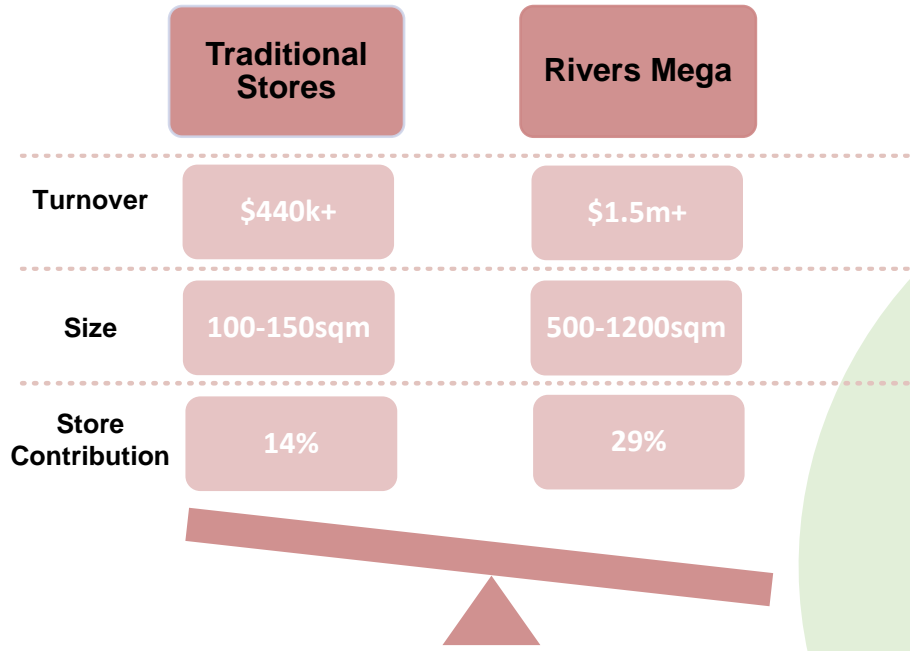 Traditional
Stores
Rivers Mega
Turnover
$440k+
$1.5m+
Size
100-150sqm
500-1200sqm
Store
Contribution
14%
29%